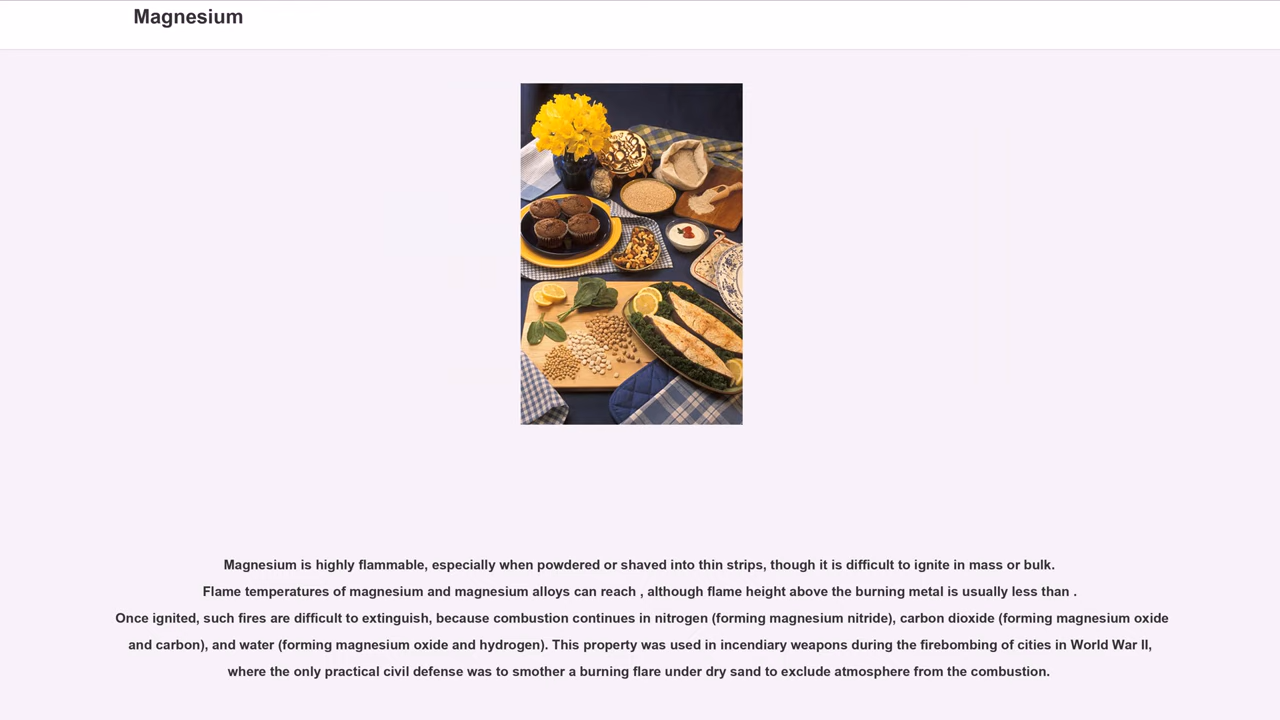 Magnesium
Magnesium is highly flammable, especially when powdered or shaved into thin strips, though it is difficult to ignite in mass or bulk.
Flame temperatures of magnesium and magnesium alloys can reach , although flame height above the burning metal is usually less than .
Once ignited, such fires are difficult to extinguish, because combustion continues in nitrogen (forming magnesium nitride), carbon dioxide (forming magnesium oxide
and carbon), and water (forming magnesium oxide and hydrogen). This property was used in incendiary weapons during the firebombing of cities in World War II,
where the only practical civil defense was to smother a burning flare under dry sand to exclude atmosphere from the combustion.